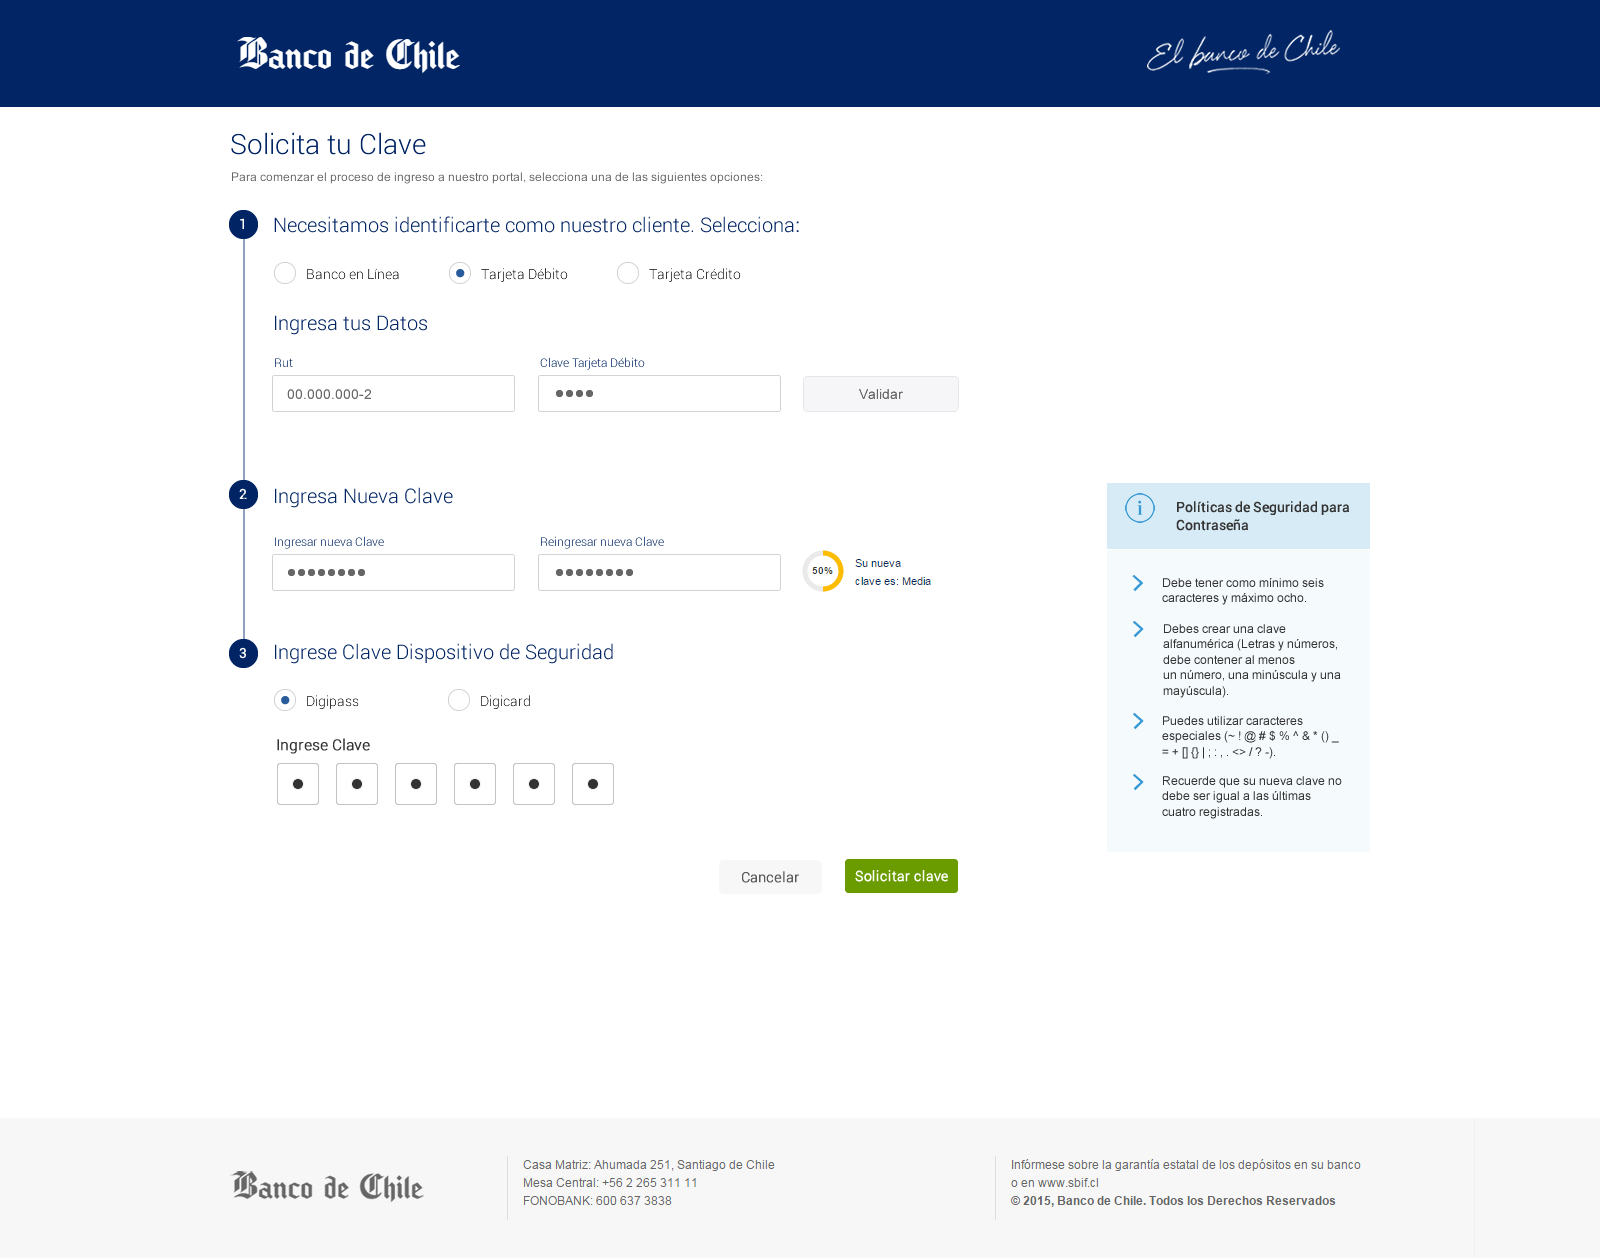 Banco de Chile
El banco de Chile
Solicita tu Clave
Para comenzar el proceso de ingreso a nuestro portal, selecciona una de las siguientes opciones:
1
Necesitamos identificarte como nuestro cliente. Selecciona:
Banco en Línea
Tarjeta Débito
Tarjeta Crédito
Ingresa tus Datos
Rut
Clave Tarjeta Débito
00.000.000-2
Validar
2
Ingresa Nueva Clave
Ingresar nueva Clave
Reingresar nueva Clave
50%
Su nueva
clave es: Media
3
Ingrese Clave Dispositivo de Seguridad
Digipass
Digicard
Ingrese Clave
Cancelar
Solicitar clave
i
Políticas de Seguridad para
Contraseña
Debe tener como mínimo seis
caracteres y máximo ocho.
Debes crear una clave
alfanumérica (Letras y números,
debe contener al menos
un número, una minúscula y una
mayúscula).
Puedes utilizar caracteres
especiales (~ ! @ # $ % ^ & * () _
= + [] {} | ; : , . <> / ? -).
Recuerde que su nueva clave no
debe ser igual a las últimas
cuatro registradas.
Banco de Chile
Casa Matriz: Ahumada 251, Santiago de Chile
Mesa Central: +56 2 265 311 11
FONOBANK: 600 637 3838
Infórmese sobre la garantía estatal de los depósitos en su banco
o en www.sbif.cl
© 2015, Banco de Chile. Todos los Derechos Reservados